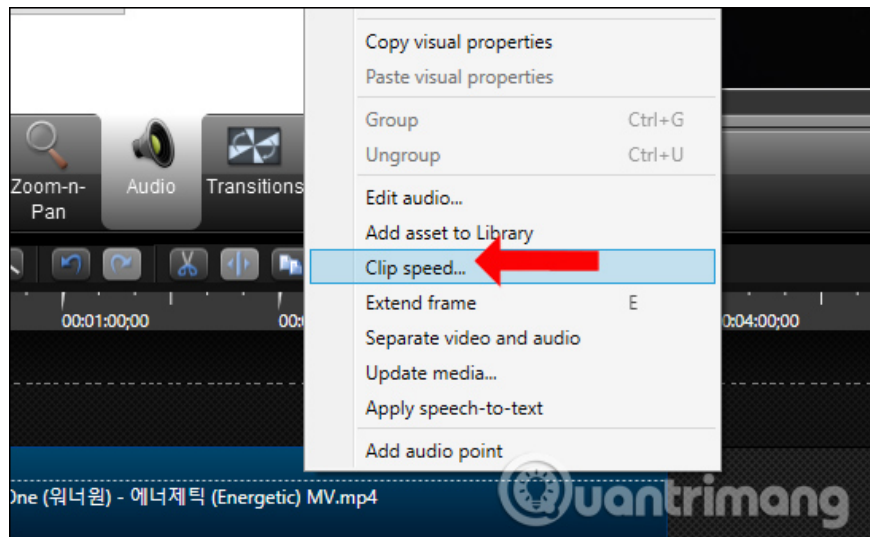 Copy visual properties
Paste visual properties
Group Ctrl+G
Ungroup Ctrl+U
Zoom-n-
Pan
Audio
Transitions
Edit audio...
Add asset to Library
Clip speed...
Extend frame E
00:01:00;00
0:04:00;00
Separate video and audio
Update media...
Apply speech-to-text
Add audio point
One (워너원) - 에너제틱 (Energetic) MV.mp4
Quantrimang